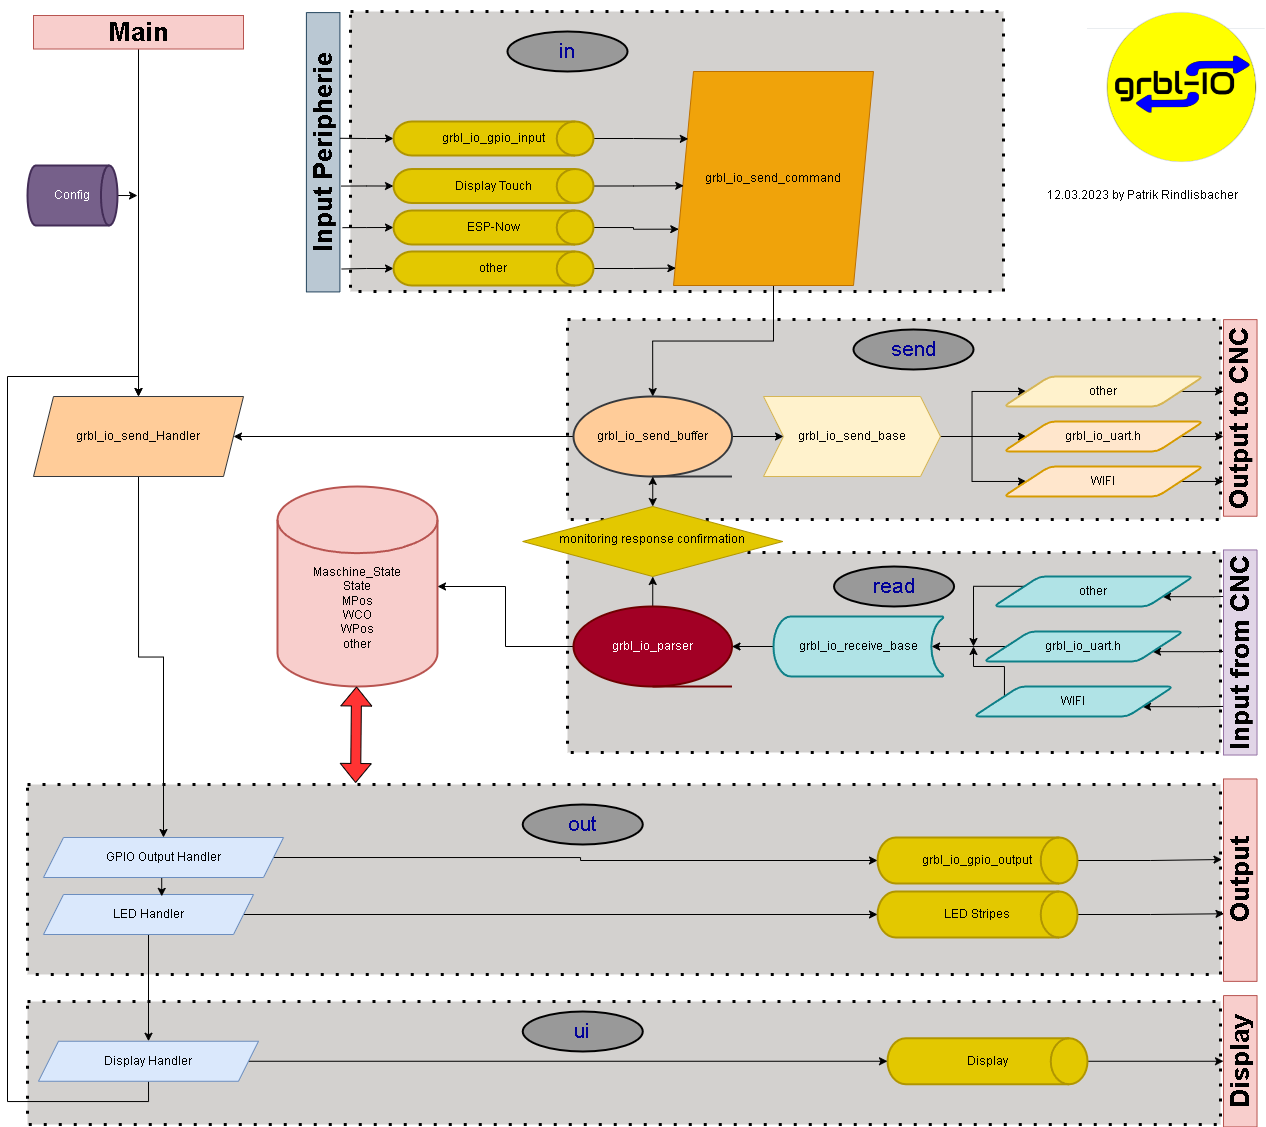 Main
Config
Input Peripherie
in
grbl_io_gpio_input
Display Touch
ESP-Now
other
grbl_io_send_command
grbl-IO
12.03.2023 by Patrik Rindlisbacher
send
grbl_io_send_Handler
grbl_io_send_buffer
grbl_io_send_base
other
grbl_io_uart.h
WIFI
Output to CNC
monitoring response confirmation
Maschine_State
State
MPos
WCO
WPos
other
read
grbl_io_parser
grbl_io_receive_base
other
grbl_io_uart.h
WIFI
Input from CNC
out
GPIO Output Handler
LED Handler
grbl_io_gpio_output
LED Stripes
Output
ui
Display Handler
Display
Display